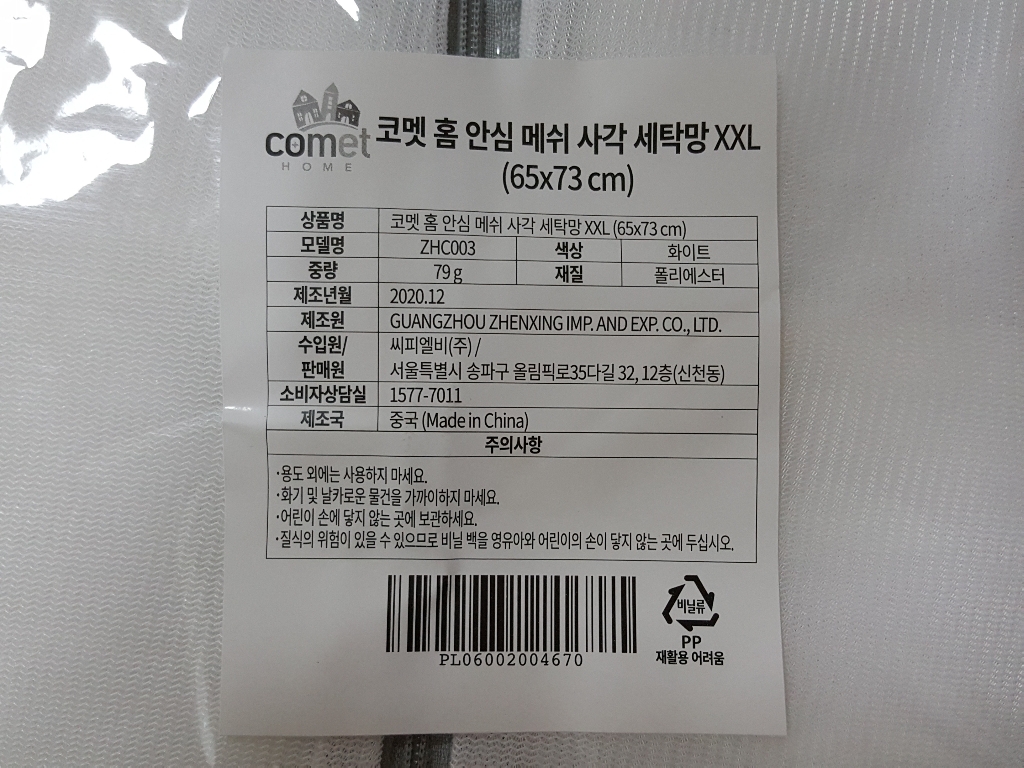 comet
HOME
코멧 홈 안심 메쉬 사각 세탁망 XXL
(65x73 cm)
상품명 코멧 홈 안심 메쉬 사각 세탁망 XXL (65x73 cm)
모델명 ZHC003 색상 화이트
중량 79 g 재질 폴리에스터
제조년월 2020.12
제조원 GUANGZHOU ZHENXING IMP. AND EXP. CO., LTD.
수입원/ 씨피엘비(주) /
판매원 서울특별시 송파구 올림픽로35다길 32, 12층(신천동)
소비자상담실 1577-7011
제조국 중국 (Made in China)
주의사항
·용도 외에는 사용하지 마세요.
·화기 및 날카로운 물건을 가까이하지 마세요.
·어린이 손에 닿지 않는 곳에 보관하세요.
·질식의 위험이 있을 수 있으므로 비닐 백을 영유아와 어린이의 손이 닿지 않는 곳에 두십시오.
PL06002004670
비닐류
PP
재활용 어려움